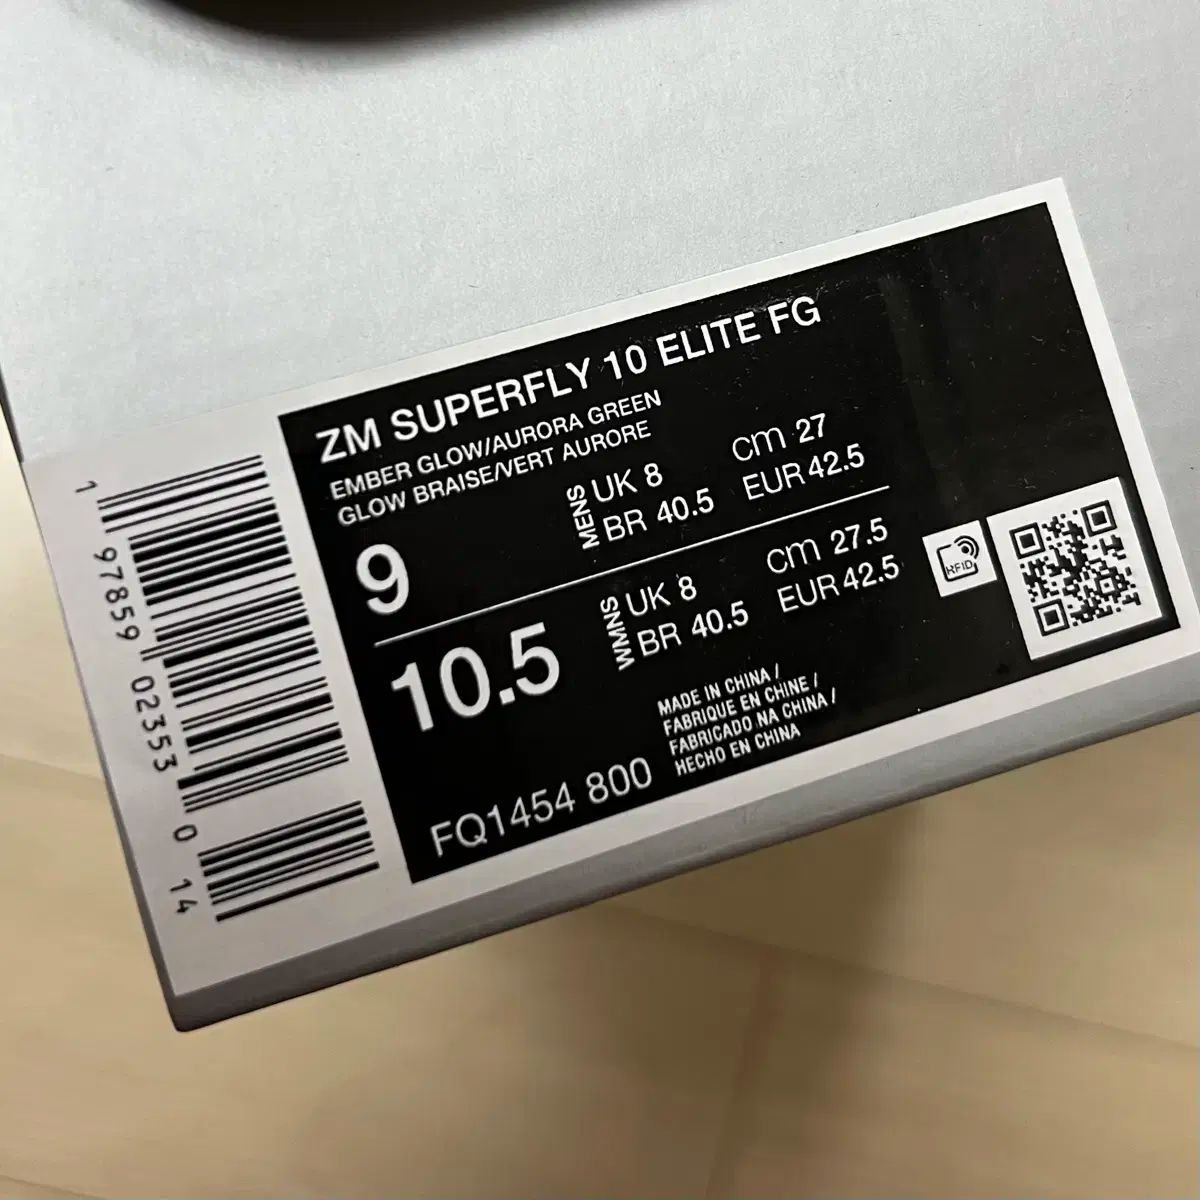 ZM SUPERFLY 10 ELITE FG
EMBER GLOW/AURORA GREEN
GLOW BRAISE/VERT AURORE
9
MENS
UK 8
BR 40.5
cm 27
EUR 42.5
10.5
WMNS
UK 8
BR 40.5
cm 27.5
EUR 42.5
RFID
FQ1454 800
MADE IN CHINA /
FABRIQUE EN CHINE /
FABRICADO NA CHINA /
HECHO EN CHINA
1 97859 02353 0 14